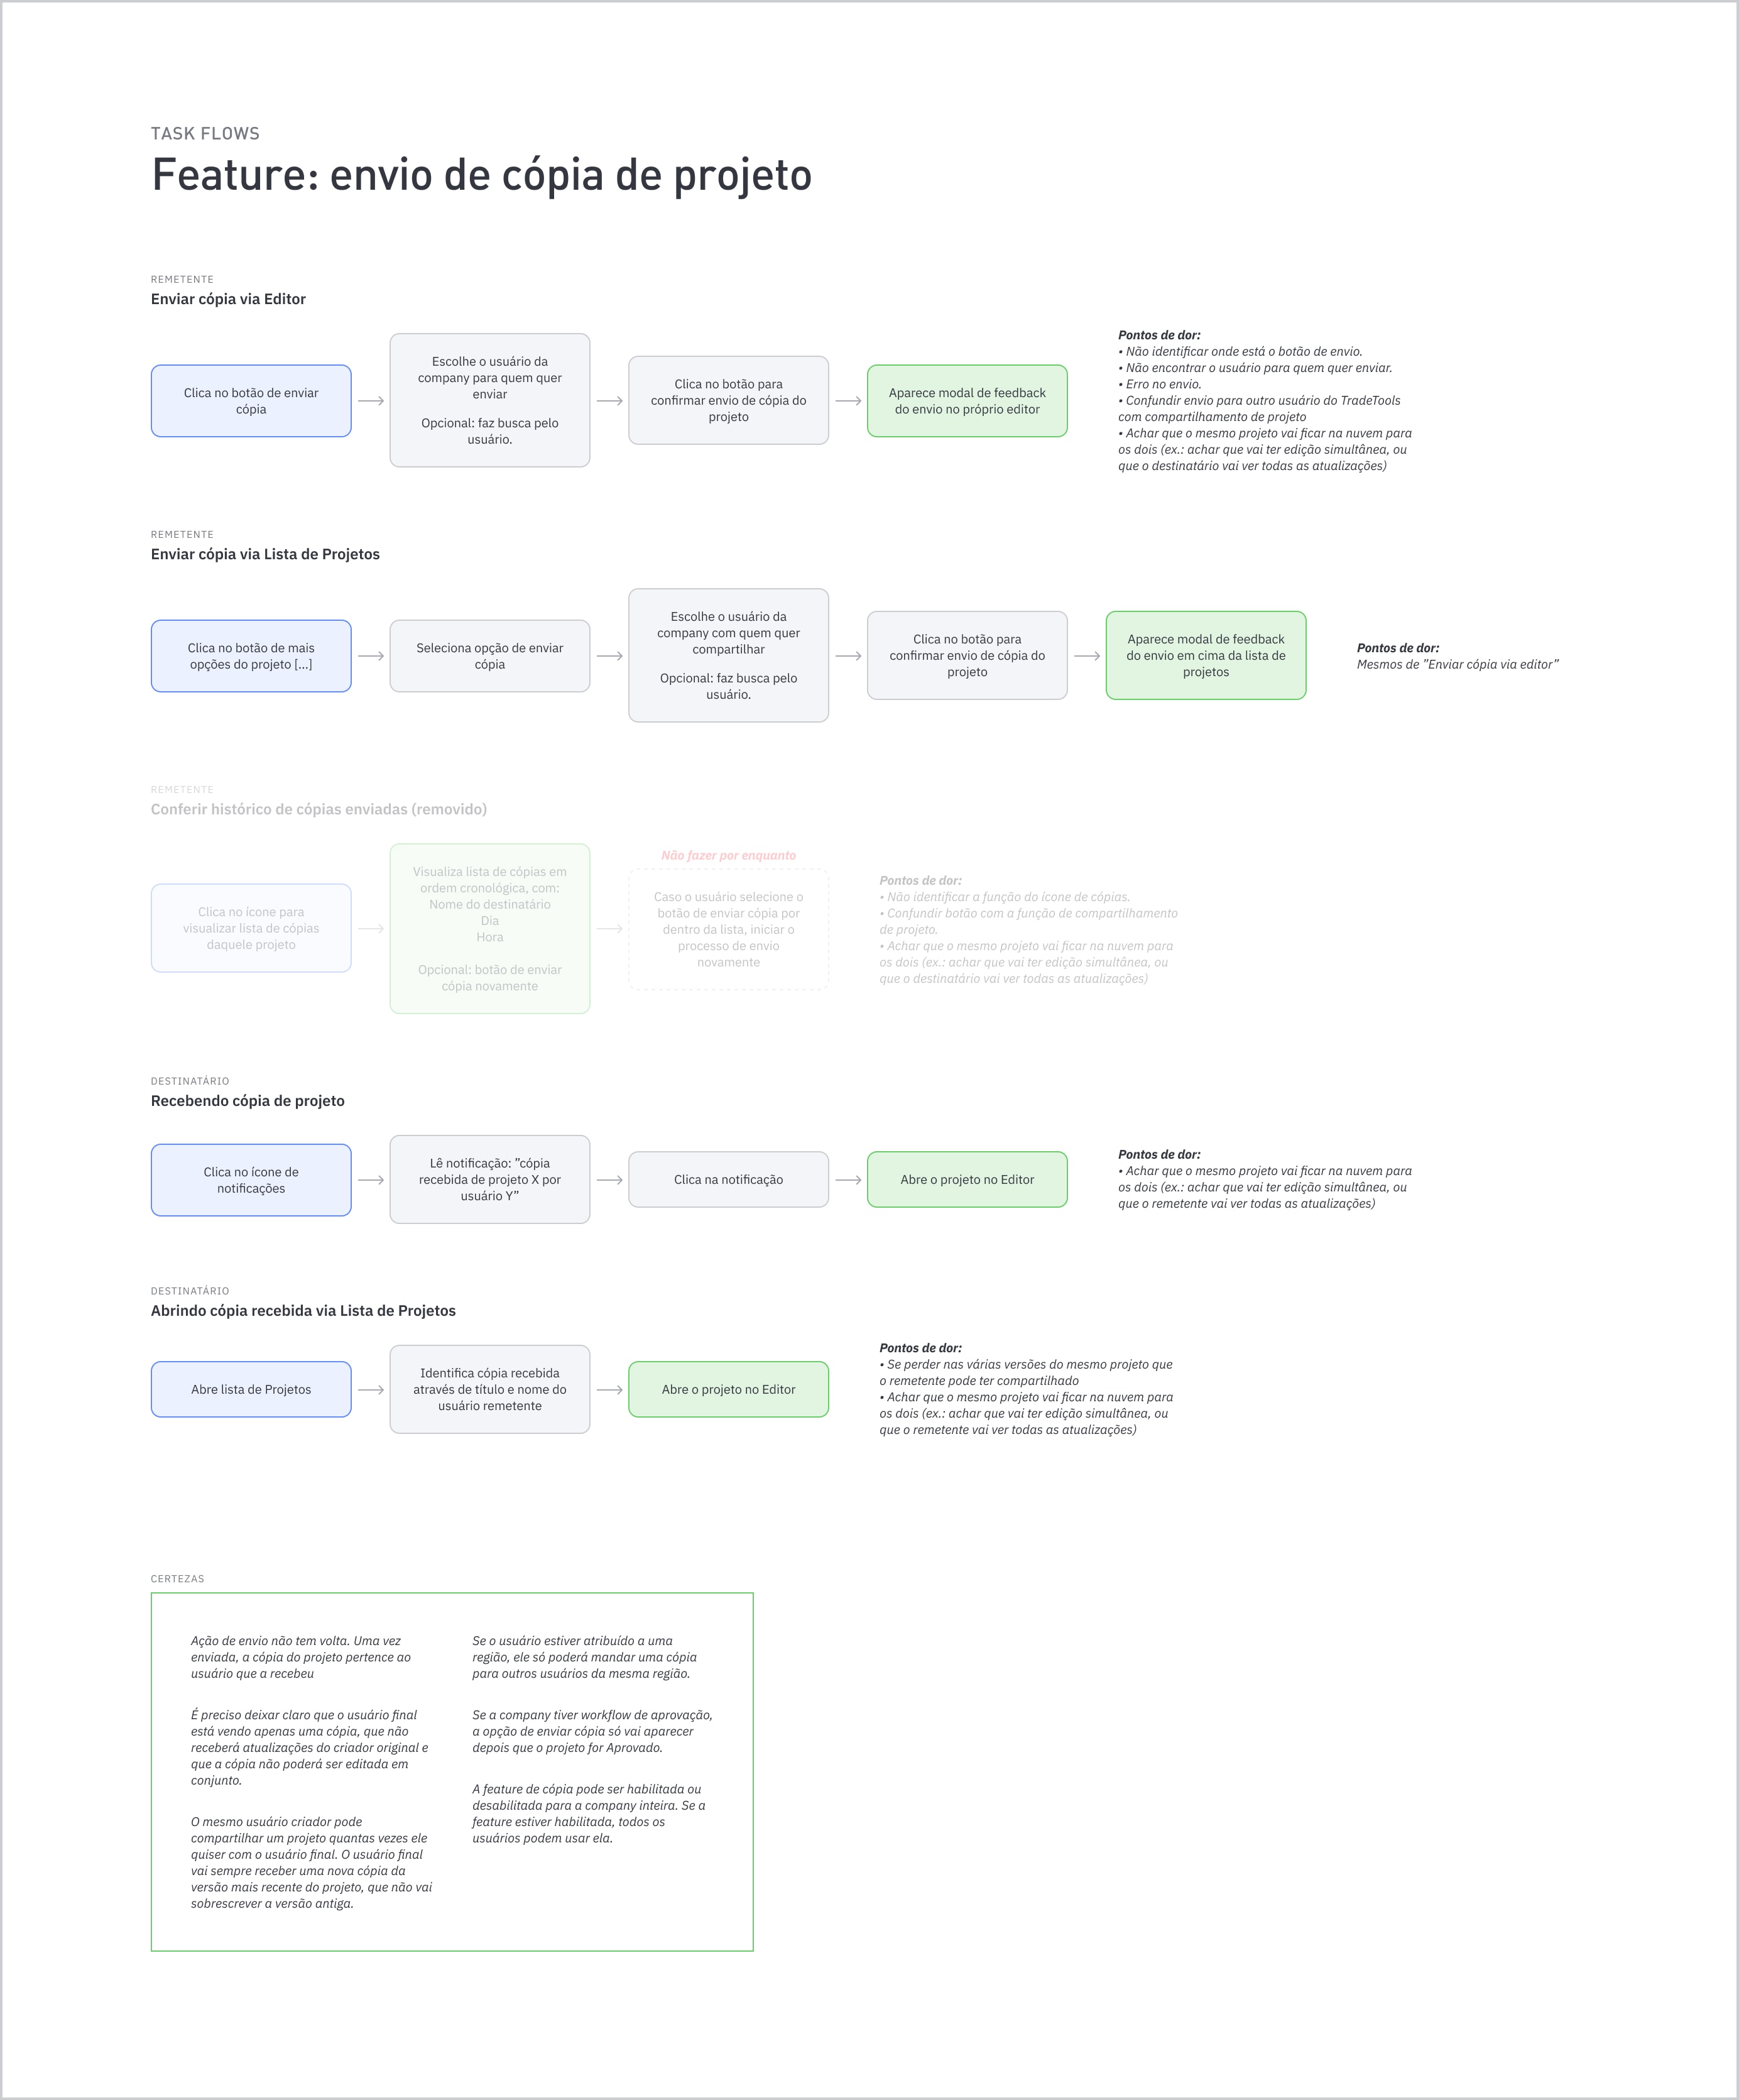 TASK FLOWS
Feature: envio de cópia de projeto
REMETENTE
Enviar cópia via Editor
Clica no botão de enviar
cópia
Escolhe o usuário da
company para quem quer
enviar
Opcional: faz busca pelo
usuário.
Clica no botão para
confirmar envio de cópia do
projeto
Aparece modal de feedback
do envio no próprio editor
Pontos de dor:
• Não identificar onde está o botão de envio.
• Não encontrar o usuário para quem quer enviar.
• Erro no envio.
• Confundir envio para outro usuário do TradeTools
com compartilhamento de projeto
• Achar que o mesmo projeto vai ficar na nuvem para
os dois (ex.: achar que vai ter edição simultânea, ou
que o destinatário vai ver todas as atualizações)
REMETENTE
Enviar cópia via Lista de Projetos
Clica no botão de mais
opções do projeto [...]
Seleciona opção de enviar
cópia
Escolhe o usuário da
company com quem quer
compartilhar
Opcional: faz busca pelo
usuário.
Clica no botão para
confirmar envio de cópia do
projeto
Aparece modal de feedback
do envio em cima da lista de
projetos
Pontos de dor:
Mesmos de ”Enviar cópia via editor”
REMETENTE
Conferir histórico de cópias enviadas (removido)
Clica no ícone para
visualizar lista de cópias
daquele projeto
Visualiza lista de cópias em
ordem cronológica, com:
Nome do destinatário
Dia
Hora
Opcional: botão de enviar
cópia novamente
Não fazer por enquanto
Caso o usuário selecione o
botão de enviar cópia por
dentro da lista, iniciar o
processo de envio
novamente
Pontos de dor:
• Não identificar a função do ícone de cópias.
• Confundir botão com a função de compartilhamento
de projeto.
• Achar que o mesmo projeto vai ficar na nuvem para
os dois (ex.: achar que vai ter edição simultânea, ou
que o destinatário vai ver todas as atualizações)
DESTINATÁRIO
Recebendo cópia de projeto
Clica no ícone de
notificações
Lê notificação: ”cópia
recebida de projeto X por
usuário Y”
Clica na notificação
Abre o projeto no Editor
Pontos de dor:
• Achar que o mesmo projeto vai ficar na nuvem para
os dois (ex.: achar que vai ter edição simultânea, ou
que o remetente vai ver todas as atualizações)
DESTINATÁRIO
Abrindo cópia recebida via Lista de Projetos
Abre lista de Projetos
Identifica cópia recebida
através de título e nome do
usuário remetente
Abre o projeto no Editor
Pontos de dor:
• Se perder nas várias versões do mesmo projeto que
o remetente pode ter compartilhado
• Achar que o mesmo projeto vai ficar na nuvem para
os dois (ex.: achar que vai ter edição simultânea, ou
que o remetente vai ver todas as atualizações)
CERTEZAS
Ação de envio não tem volta. Uma vez
enviada, a cópia do projeto pertence ao
usuário que a recebeu
É preciso deixar claro que o usuário final
está vendo apenas uma cópia, que não
receberá atualizações do criador original e
que a cópia não poderá ser editada em
conjunto.
O mesmo usuário criador pode
compartilhar um projeto quantas vezes ele
quiser com o usuário final. O usuário final
vai sempre receber uma nova cópia da
versão mais recente do projeto, que não vai
sobrescrever a versão antiga.
Se o usuário estiver atribuído a uma
região, ele só poderá mandar uma cópia
para outros usuários da mesma região.
Se a company tiver workflow de aprovação,
a opção de enviar cópia só vai aparecer
depois que o projeto for Aprovado.
A feature de cópia pode ser habilitada ou
desabilitada para a company inteira. Se a
feature estiver habilitada, todos os
usuários podem usar ela.